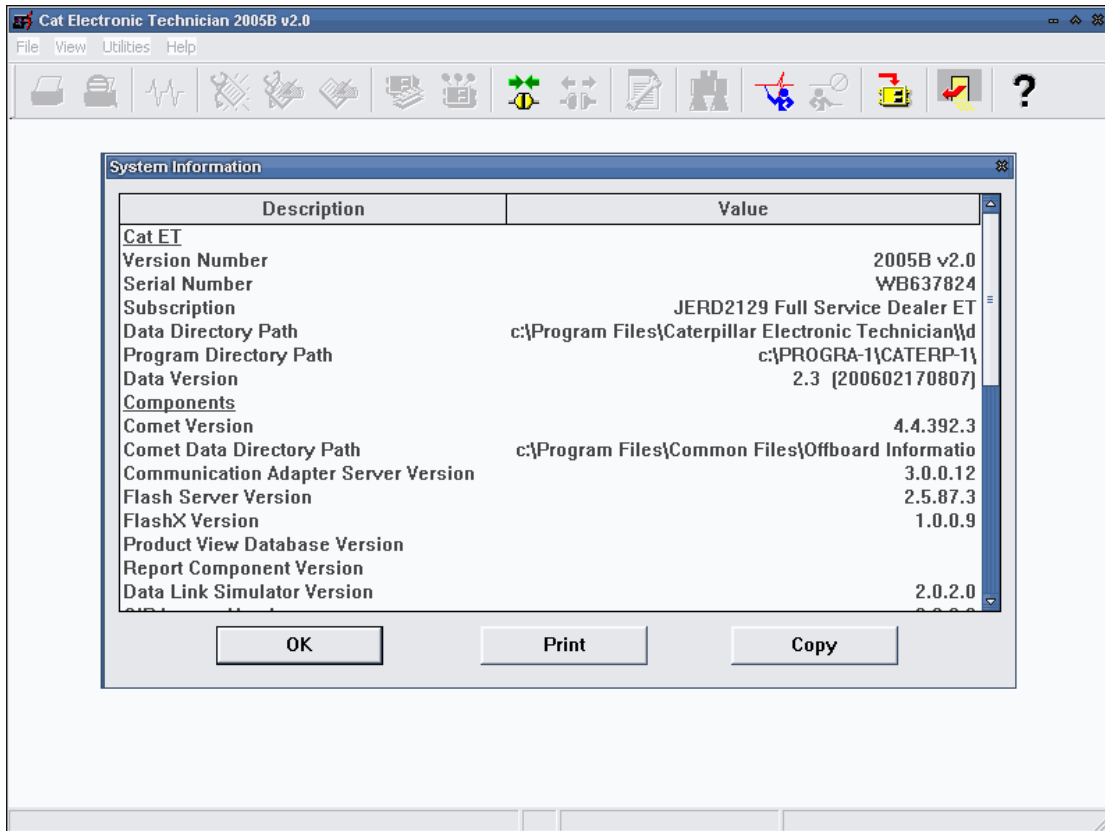 Cat Electronic Technician 2005B v2.0
File View Utilities Help
System Information
Description Value
Cat ET
Version Number 2005B v2.0
Serial Number WB637824
Subscription JERD2129 Full Service Dealer ET
Data Directory Path c:\Program Files\Caterpillar Electronic Technician\\d
Program Directory Path c:\PROGRA-1\CATERP-1\
Data Version 2.3 (200602170807)
Components
Comet Version 4.4.392.3
Comet Data Directory Path c:\Program Files\Common Files\Offboard Informatio
Communication Adapter Server Version 3.0.0.12
Flash Server Version 2.5.87.3
FlashX Version 1.0.0.9
Product View Database Version
Report Component Version
Data Link Simulator Version 2.0.2.0
OK Print Copy